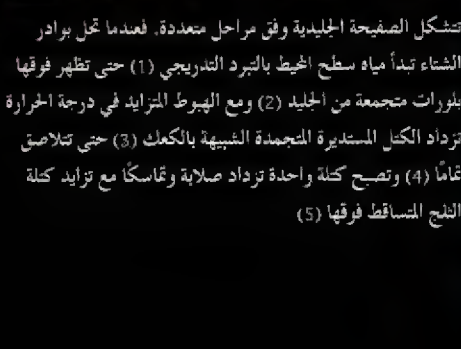 تتشكل الصفيحة الجليدية وفق مراحل متعددة. فعندما تحل بوادر
الشتاء تبدأ مياه سطح المحيط بالتبرد التدريجي (1) حتى تظهر فوقها
بلورات متجمعة من الجليد (2) ومع الهبوط المتزايد في درجة الحرارة
تزداد الكتل المستديرة المتجمدة الشبيهة بالكعك (3) حتى تتلاصق
تمامًا (4) وتصبح كتلة واحدة تزداد صلابة وتماسكًا مع تزايد كتلة
الثلج المتساقط فوقها (5)